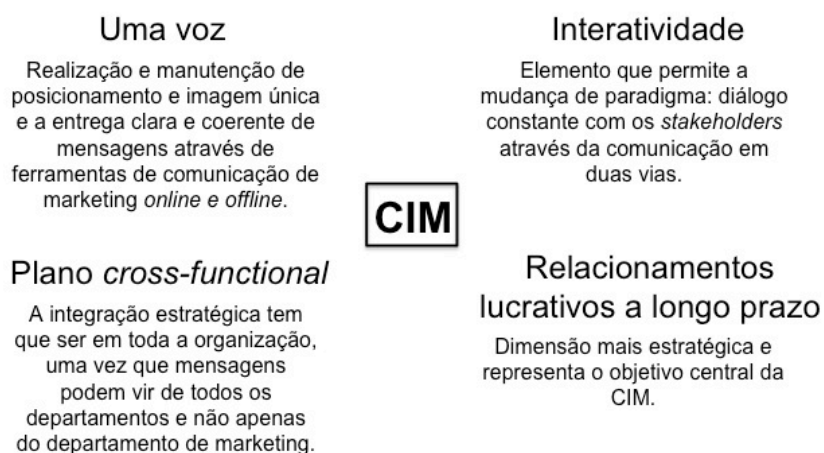 Uma voz
Realização e manutenção de
posicionamento e imagem única
e a entrega clara e coerente de
mensagens através de
ferramentas de comunicação de
marketing online e offline.
Interatividade
Elemento que permite a
mudança de paradigma: diálogo
constante com os stakeholders
através da comunicação em
duas vias.
CIM
Plano cross-functional
A integração estratégica tem
que ser em toda a organização,
uma vez que mensagens
podem vir de todos os
departamentos e não apenas
do departamento de marketing.
Relacionamentos
lucrativos a longo prazo
Dimensão mais estratégica e
representa o objetivo central da
CIM.